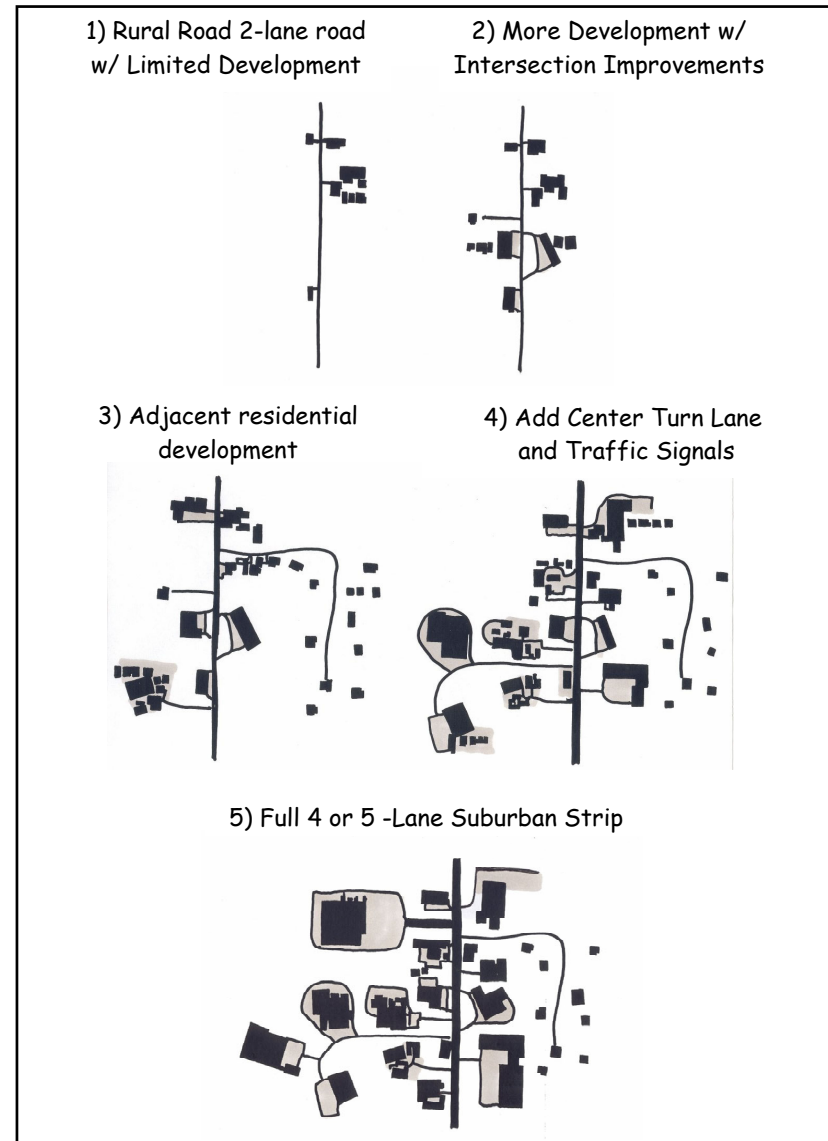 1) Rural Road 2-lane road
w/ Limited Development
2) More Development w/
Intersection Improvements
3) Adjacent residential
development
4) Add Center Turn Lane
and Traffic Signals
5) Full 4 or 5 -Lane Suburban Strip